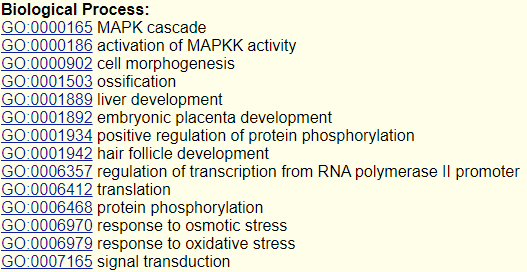 Biological Process:
GO:0000165 MAPK cascade
GO:0000186 activation of MAPKK activity
GO:0000902 cell morphogenesis
GO:0001503 ossification
GO:0001889 liver development
GO:0001892 embryonic placenta development
GO:0001934 positive regulation of protein phosphorylation
GO:0001942 hair follicle development
GO:0006357 regulation of transcription from RNA polymerase II promoter
GO:0006412 translation
GO:0006468 protein phosphorylation
GO:0006970 response to osmotic stress
GO:0006979 response to oxidative stress
GO:0007165 signal transduction